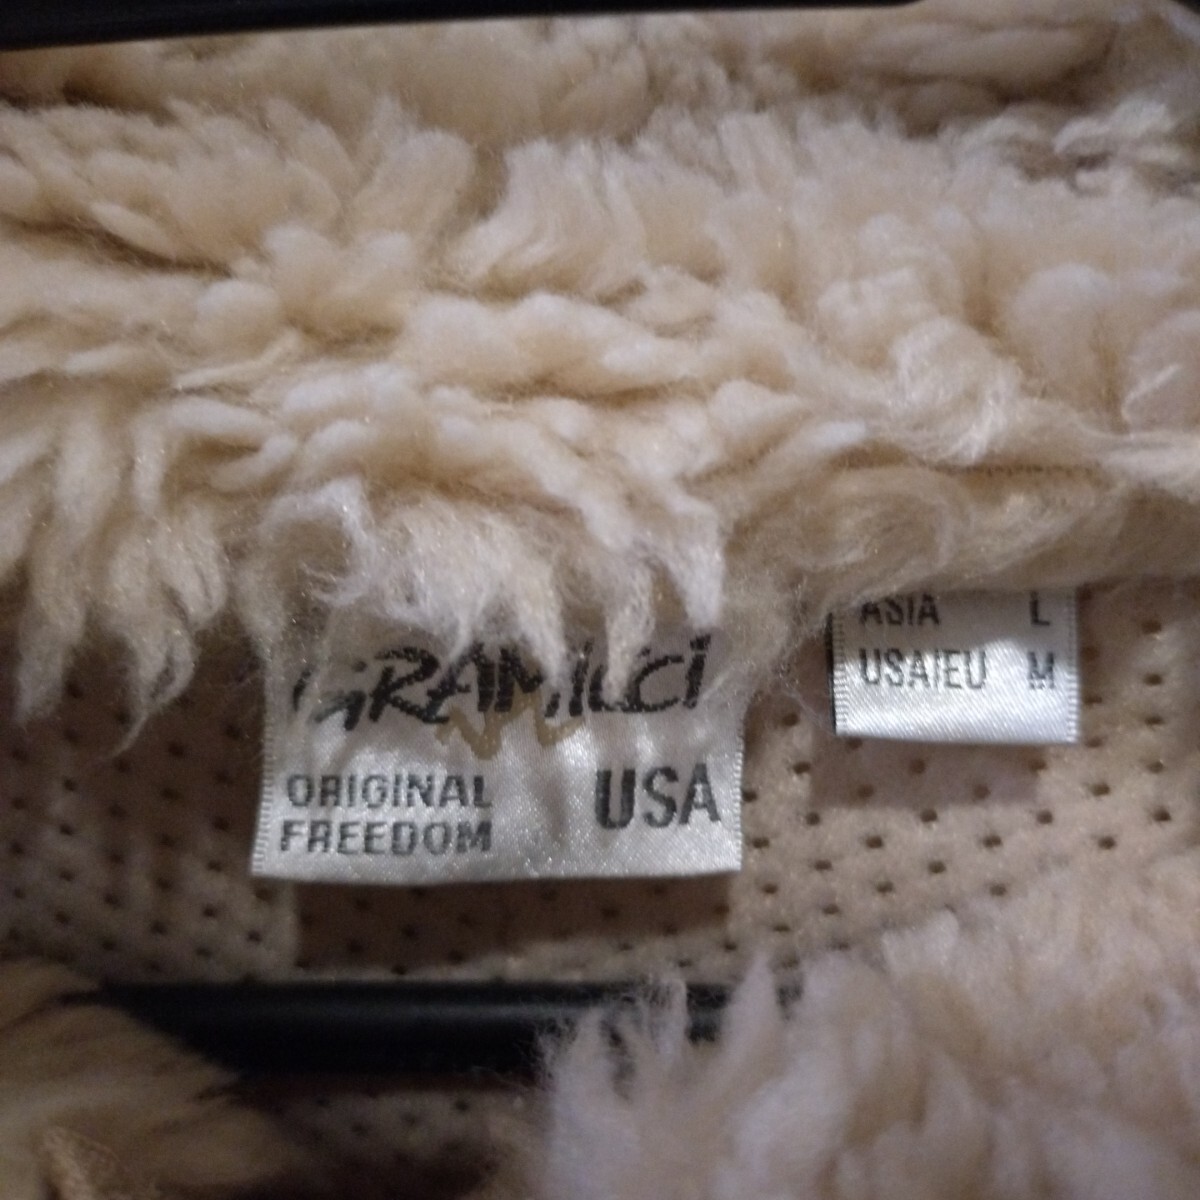 GRAMICCI
ORIGINAL
FREEDOM
USA
ASIA L
USA/EU M